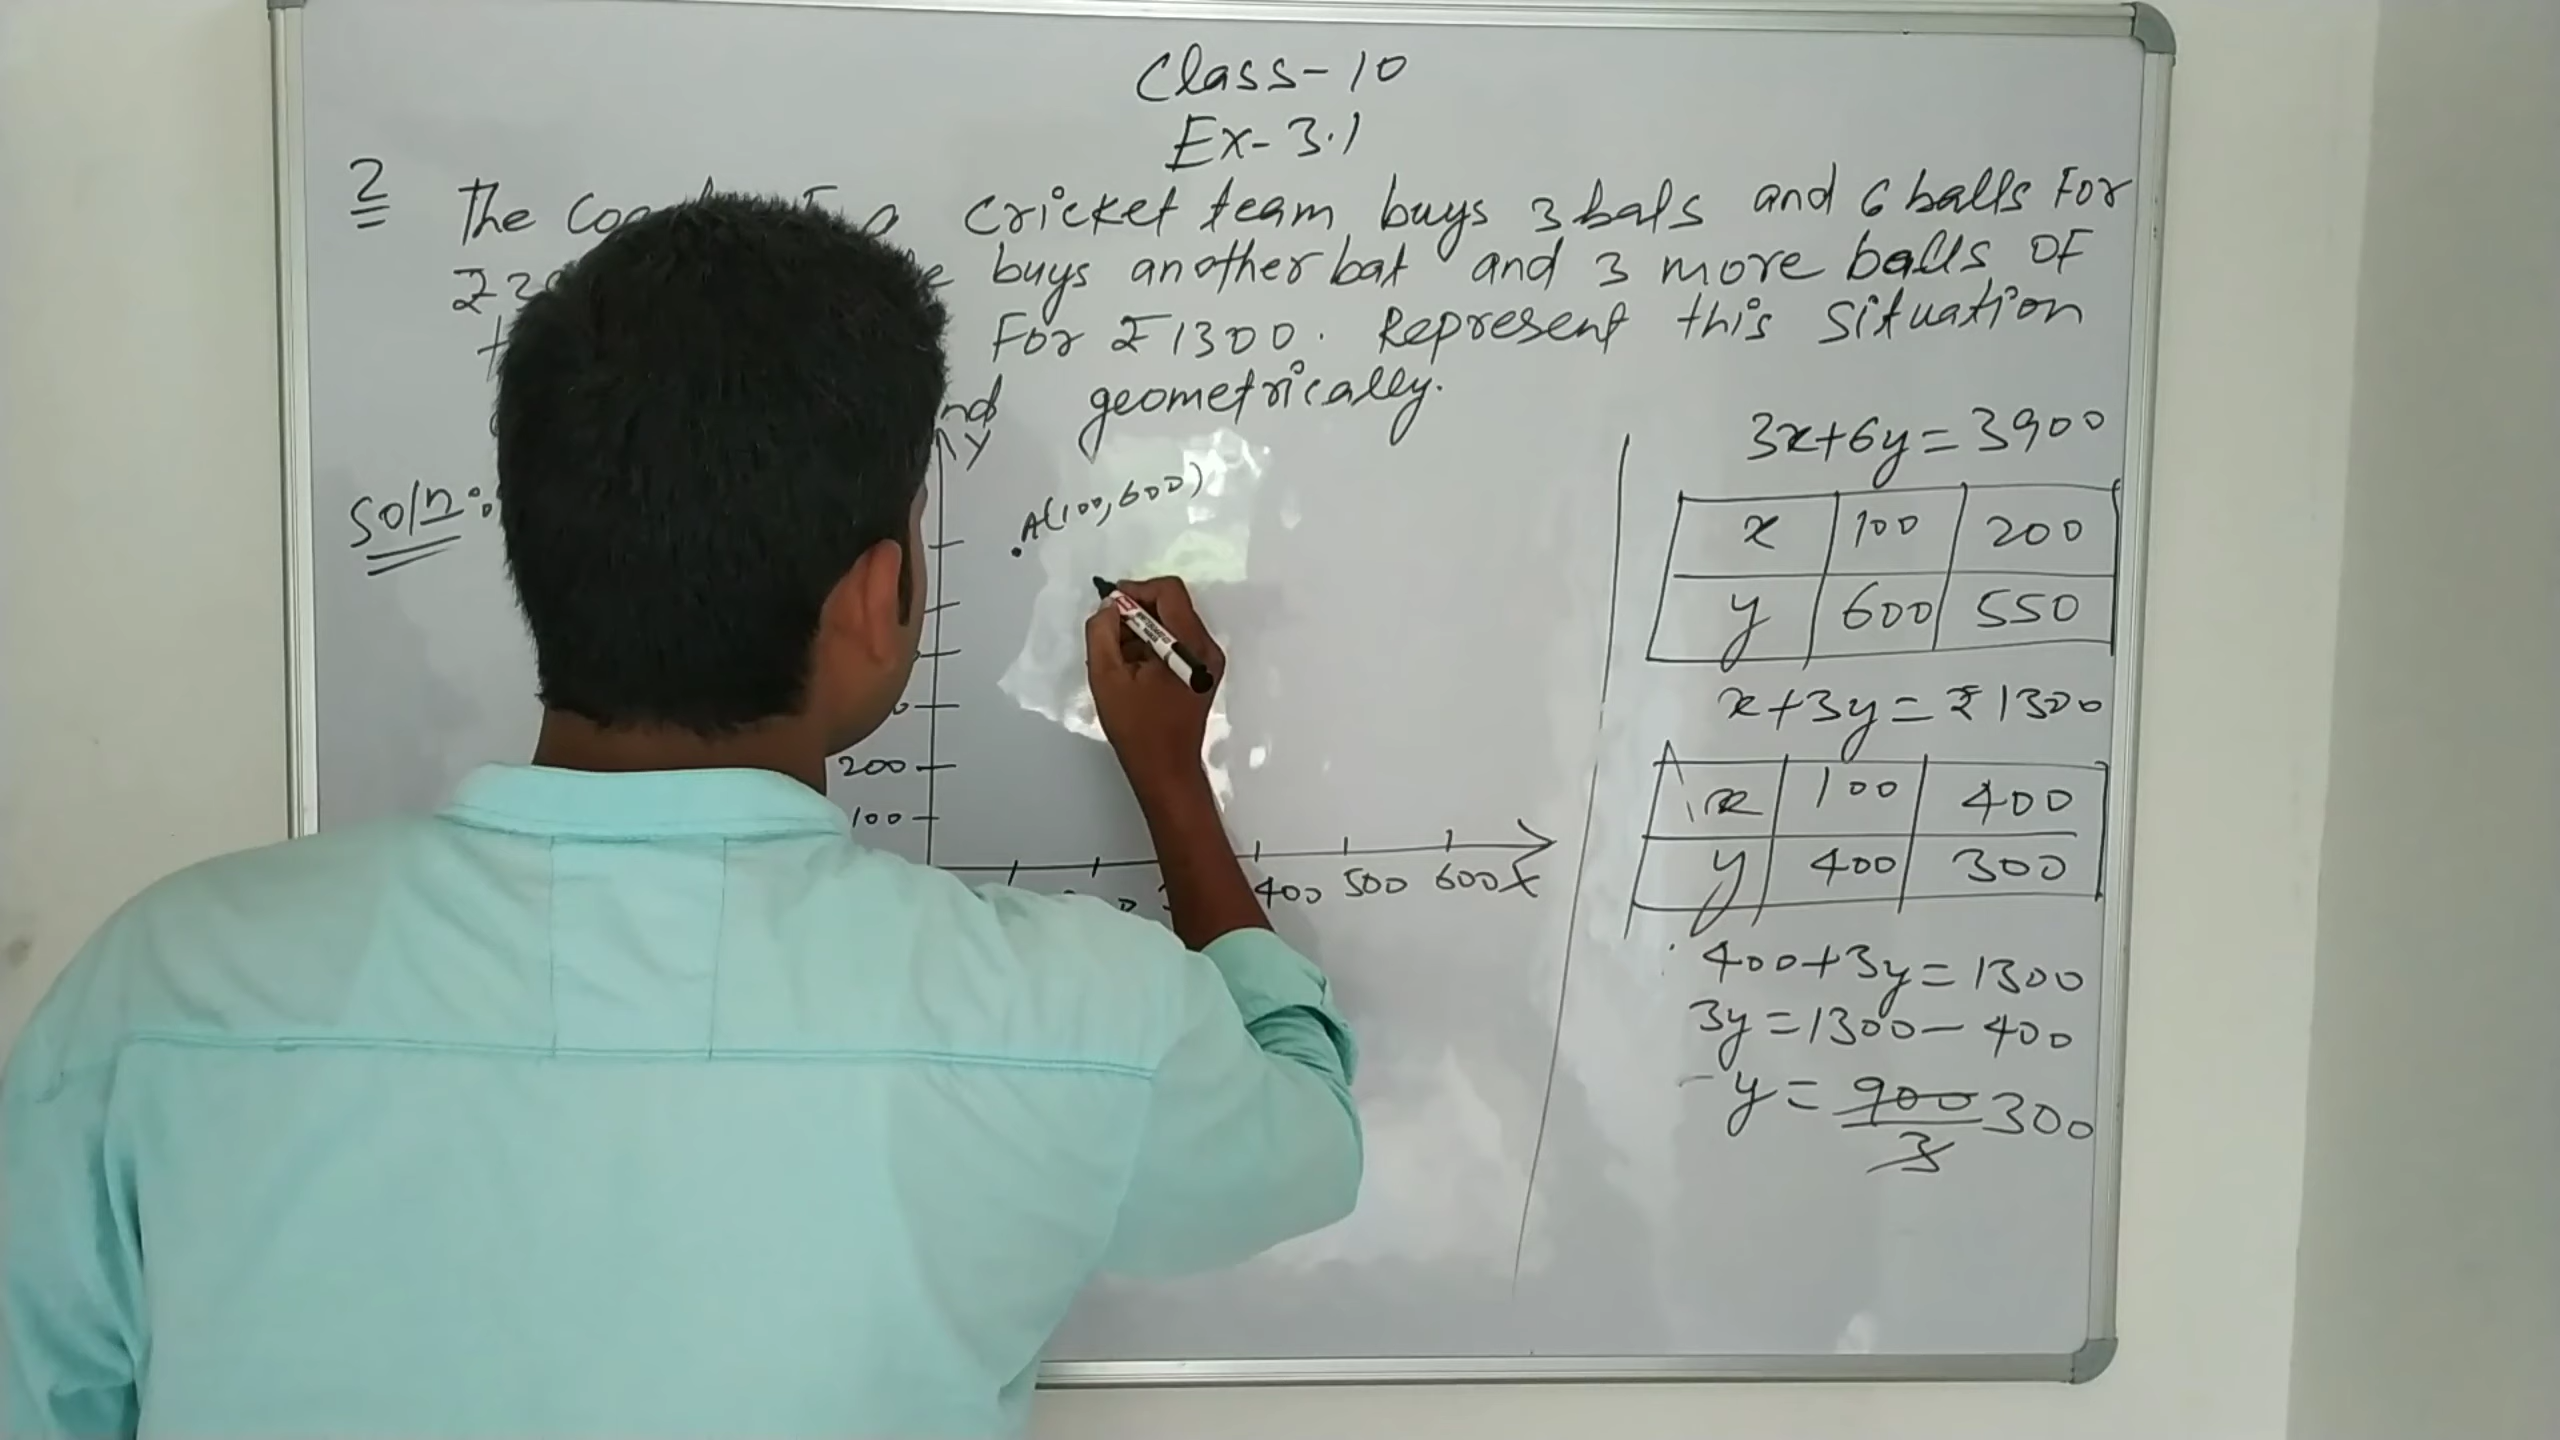 Class-10
Ex-3.1
2 The a cricket team buys 3 bats and 6 balls For
buys another bat and 3 more balls OF
For ₹1300. Represent this situation
geometrically.
Soln:
Y
A(100,600)
200
100
400 500 600 X
3x+6y=3900
x 100 200
y 600 550
x+3y=₹1300
x 100 400
y 400 300
400+3y=1300
3y=1300-400
y=900/3 300